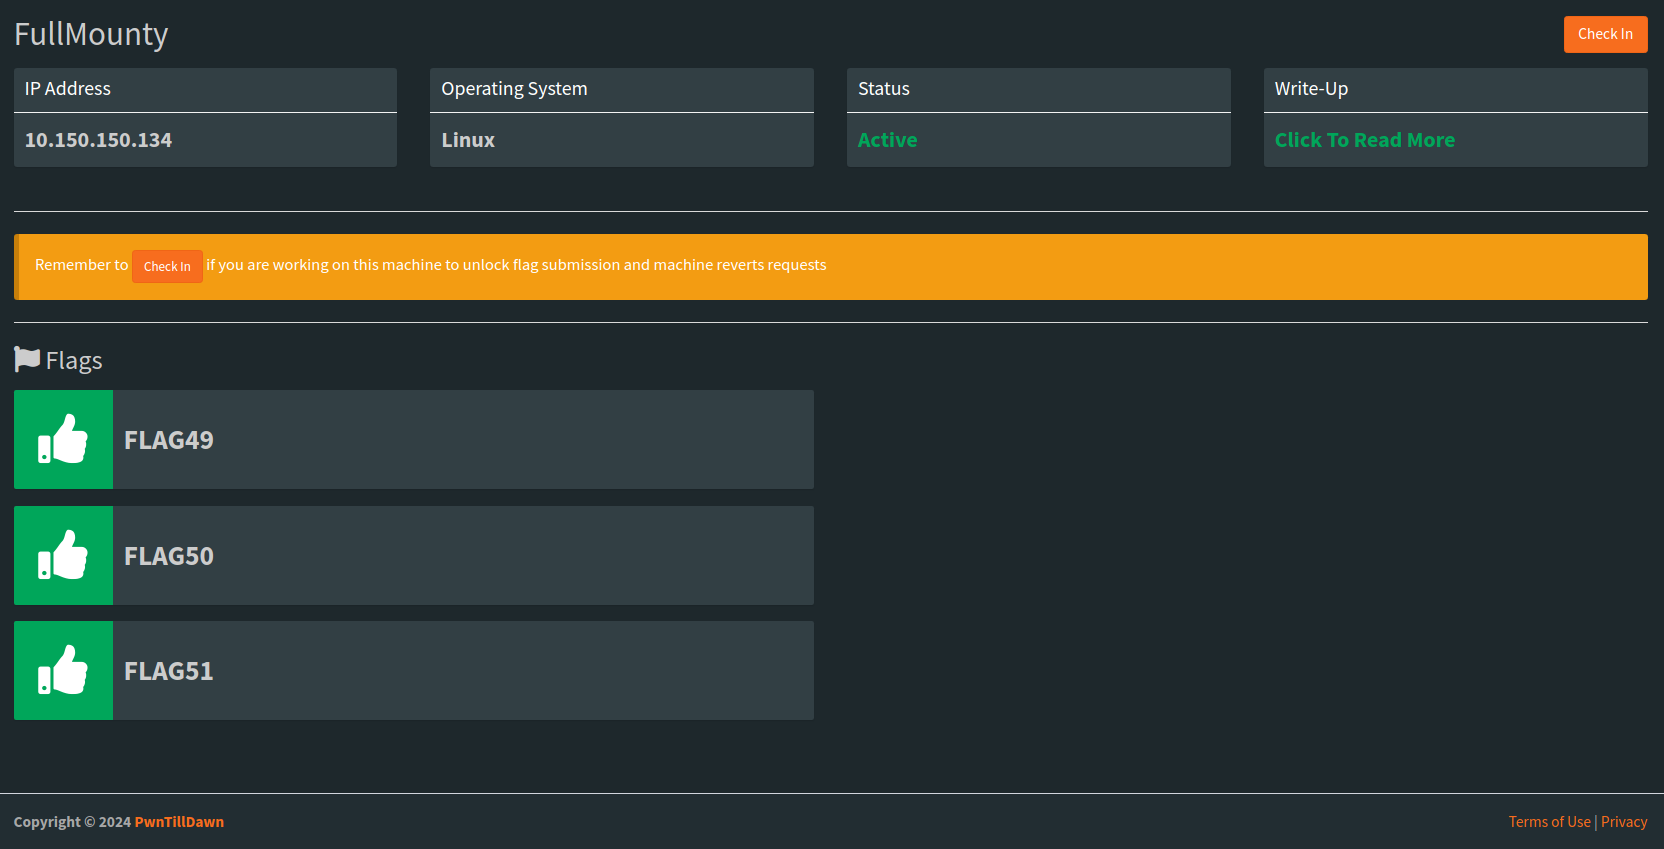 FullMounty
Check In
IP Address
10.150.150.134
Operating System
Linux
Status
Active
Write-Up
Click To Read More
Remember to Check In if you are working on this machine to unlock flag submission and machine reverts requests
Flags
FLAG49
FLAG50
FLAG51
Copyright © 2024 PwnTillDawn
Terms of Use | Privacy